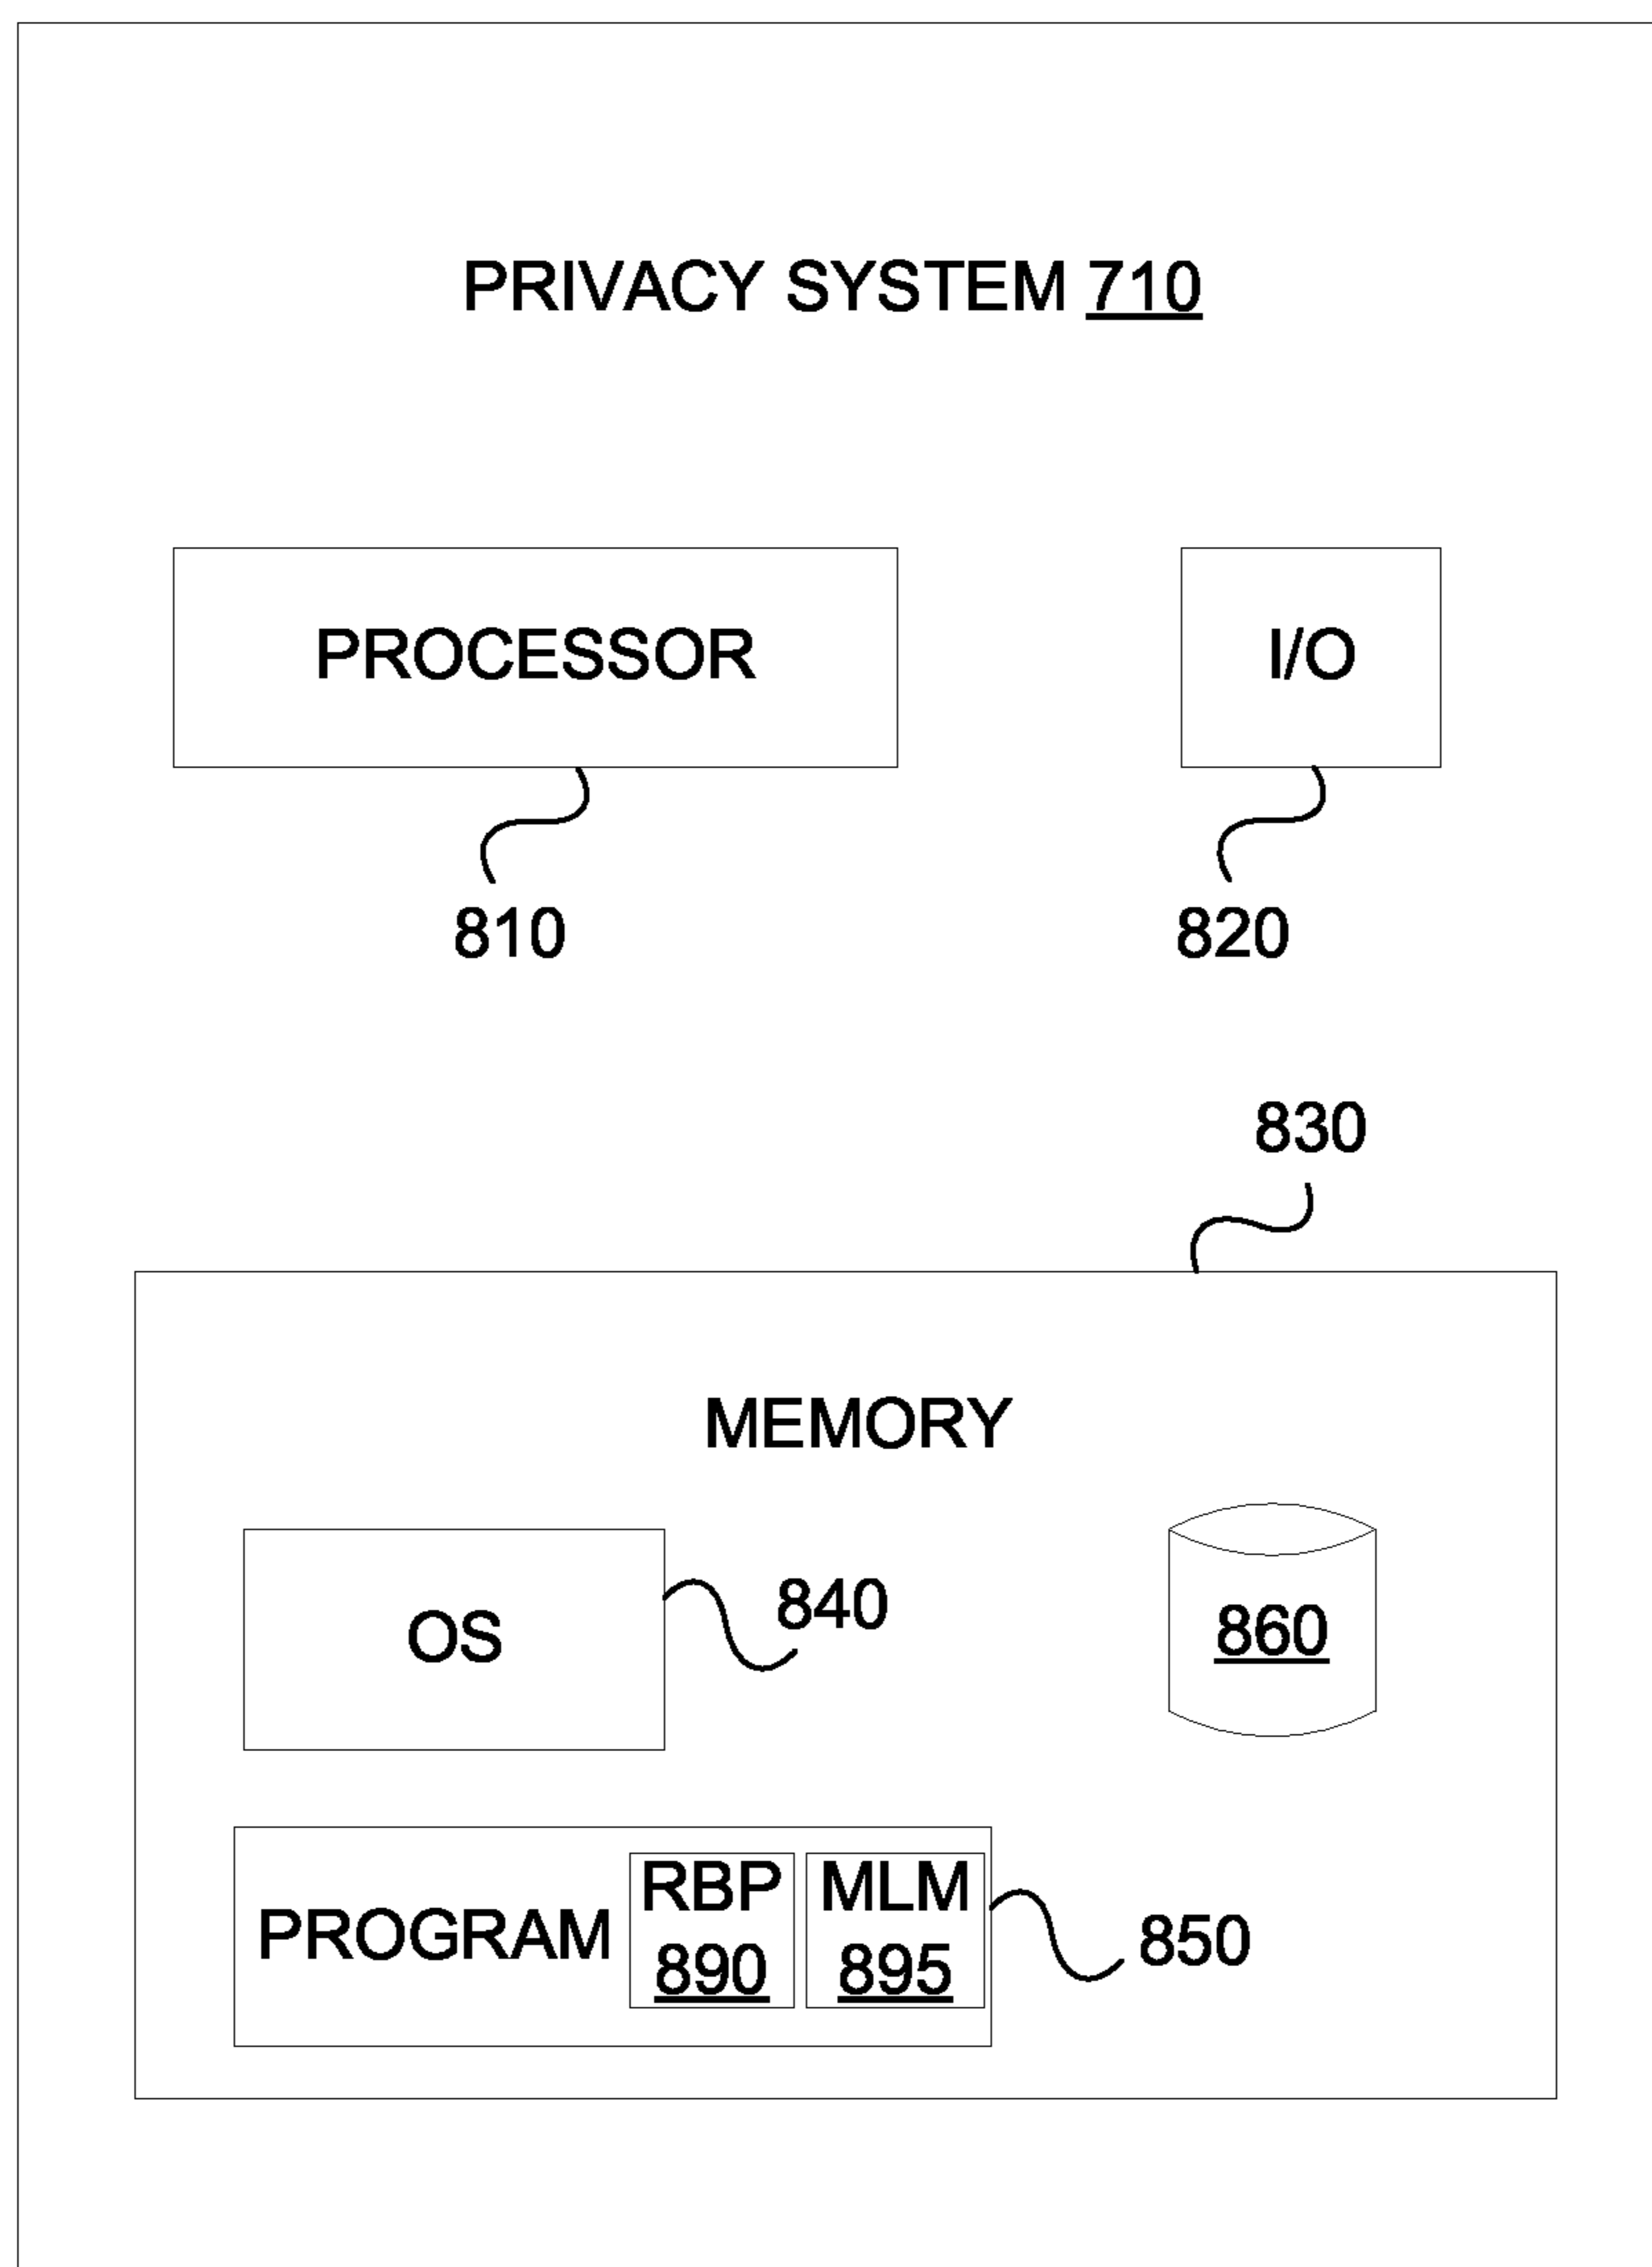 PRIVACY SYSTEM 710
PROCESSOR
I/O
810
820
830
MEMORY
OS
840
860
PROGRAM
RBP
890
MLM
895
850